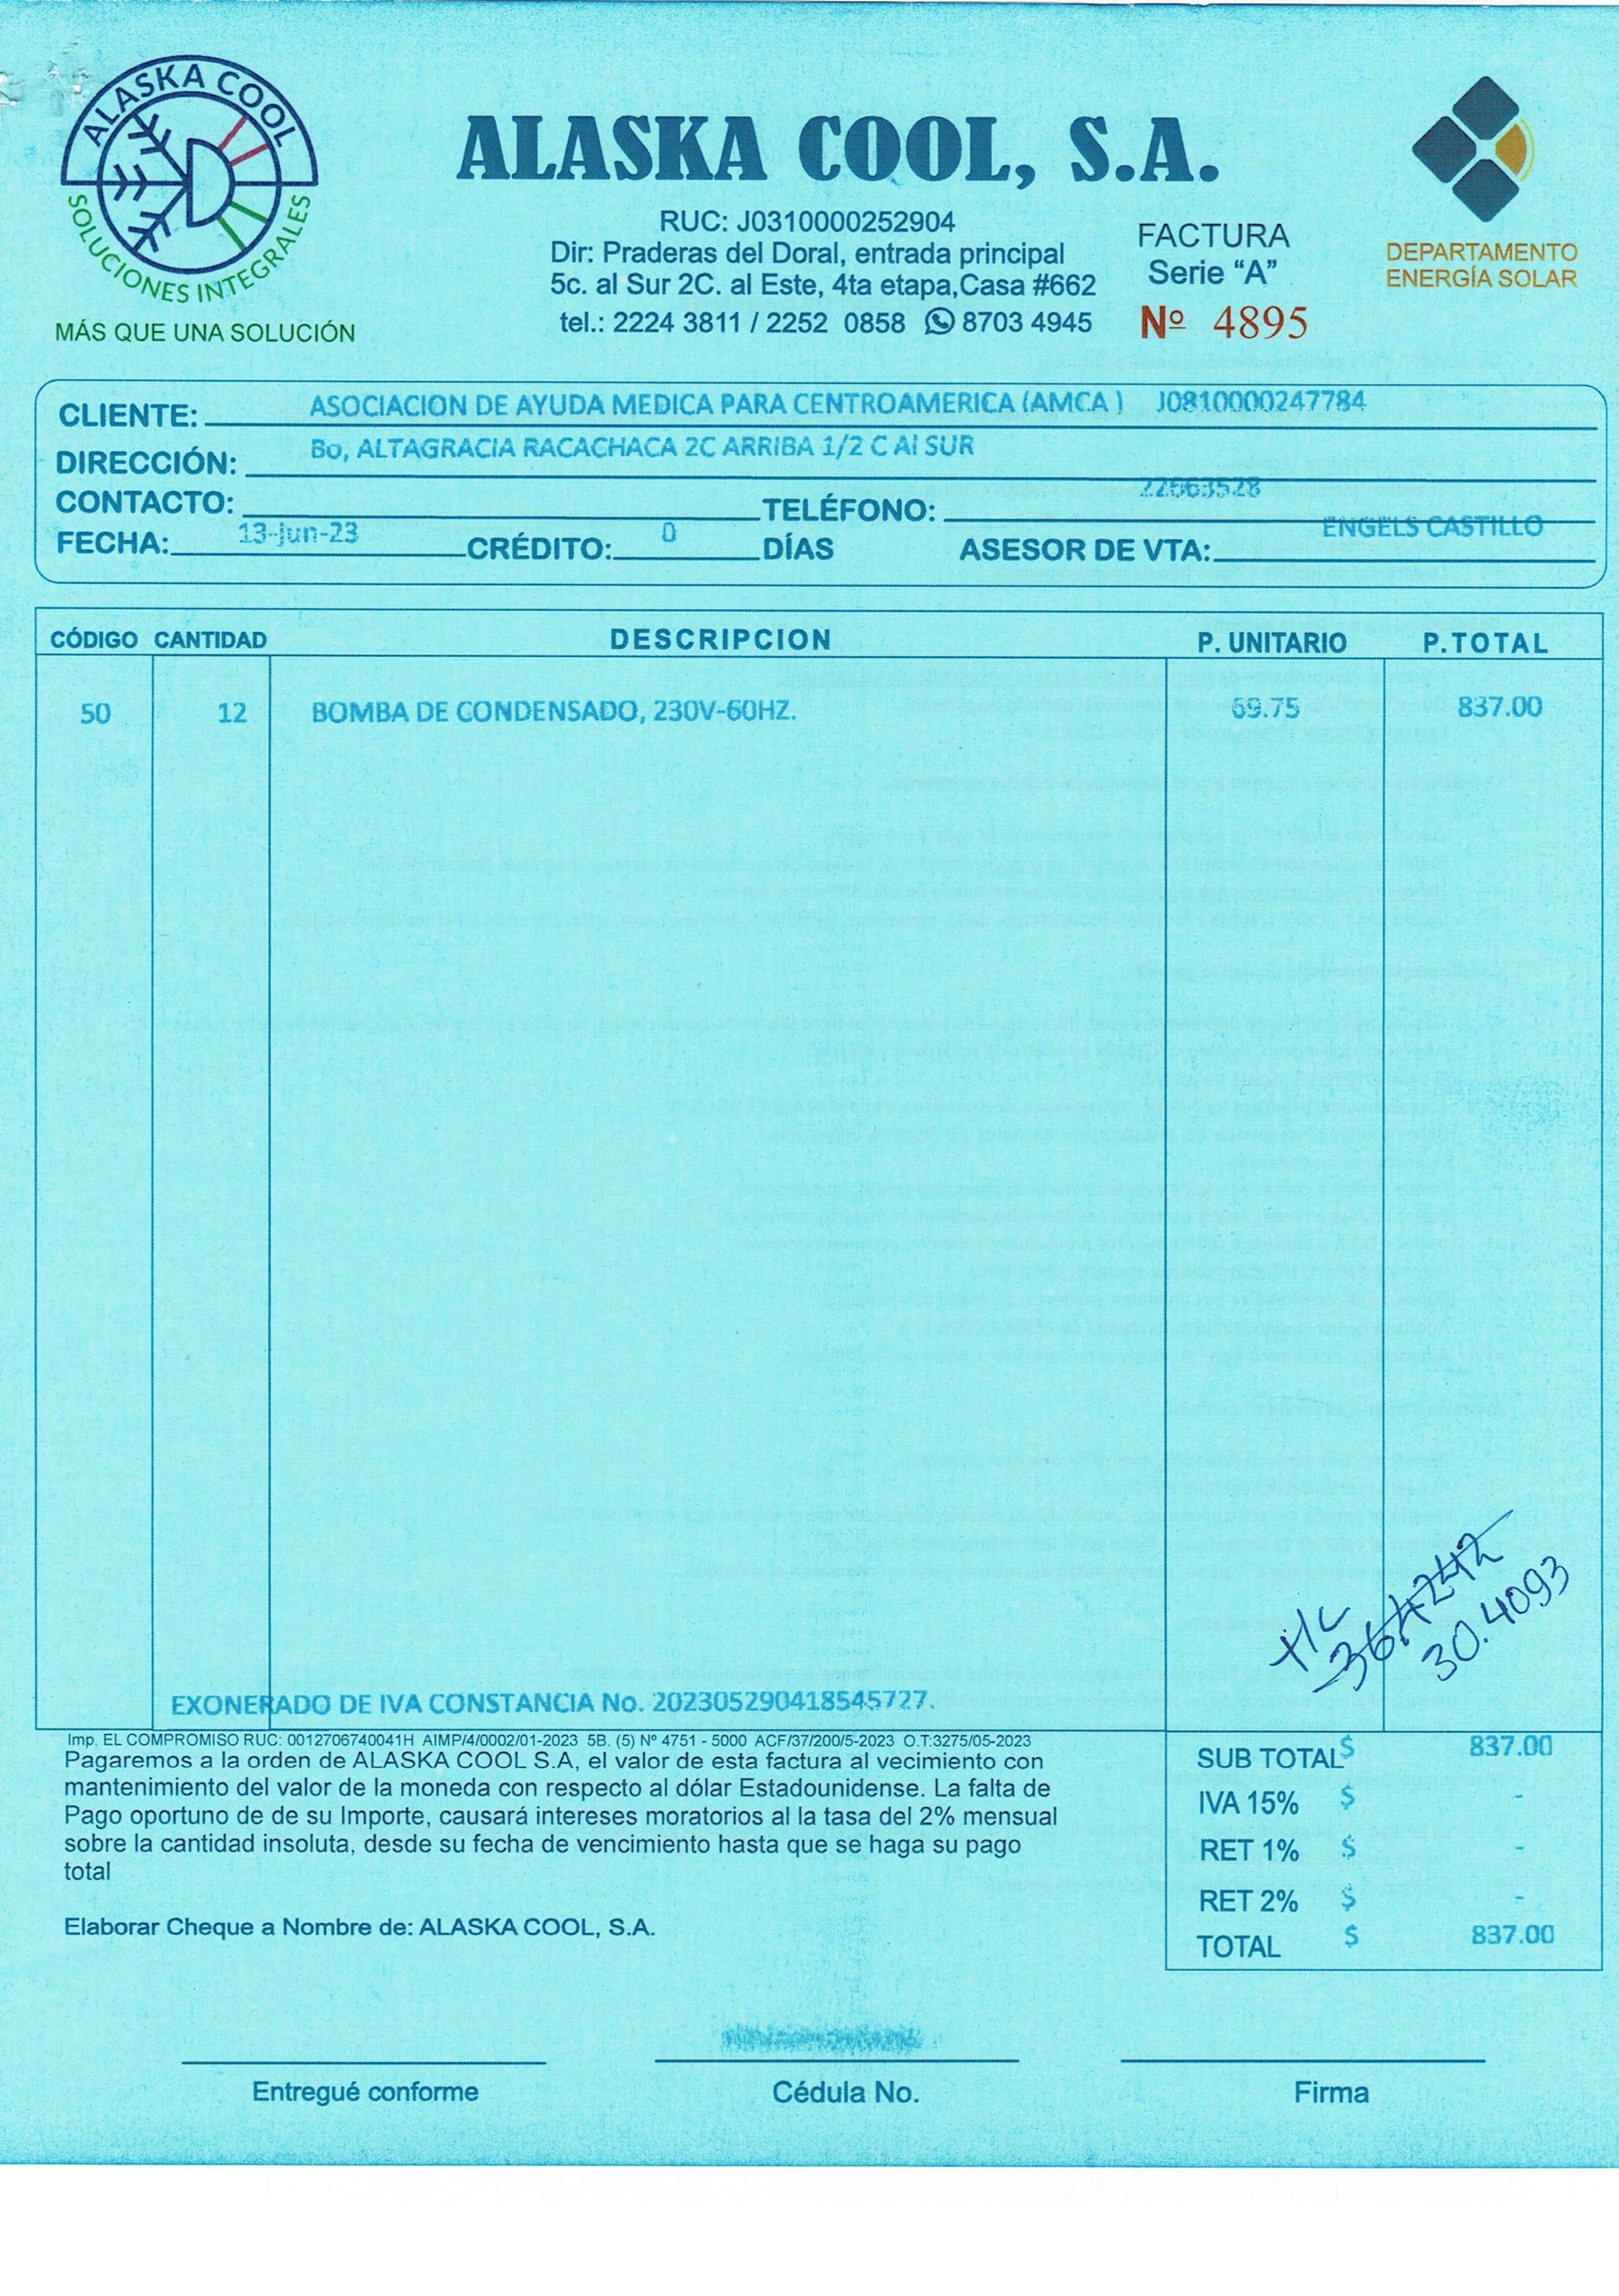 ALASKA COOL
SOLUCIONES INTEGRALES
MÁS QUE UNA SOLUCIÓN
ALASKA COOL, S.A.
RUC: J0310000252904
Dir: Praderas del Doral, entrada principal
5c. al Sur 2C. al Este, 4ta etapa,Casa #662
tel.: 2224 3811 / 2252 0858 8703 4945
FACTURA
Serie “A”
Nº 4895
DEPARTAMENTO
ENERGÍA SOLAR
CLIENTE: ASOCIACION DE AYUDA MEDICA PARA CENTROAMERICA (AMCA ) J0810000247784
DIRECCIÓN: Bo, ALTAGRACIA RACACHACA 2C ARRIBA 1/2 C Al SUR
CONTACTO: TELÉFONO: 22663528
FECHA: 13-jun-23 CRÉDITO: 0 DÍAS ASESOR DE VTA: ENGELS CASTILLO
CÓDIGO CANTIDAD DESCRIPCION P. UNITARIO P.TOTAL
50 12 BOMBA DE CONDENSADO, 230V-60HZ. 69.75 837.00
30.4093
EXONERADO DE IVA CONSTANCIA No. 202305290418545727.
Imp. EL COMPROMISO RUC: 0012706740041H AIMP/4/0002/01-2023 5B. (5) Nº 4751 - 5000 ACF/37/200/5-2023 O.T:3275/05-2023
Pagaremos a la orden de ALASKA COOL S.A, el valor de esta factura al vecimiento con
mantenimiento del valor de la moneda con respecto al dólar Estadounidense. La falta de
Pago oportuno de de su Importe, causará intereses moratorios al la tasa del 2% mensual
sobre la cantidad insoluta, desde su fecha de vencimiento hasta que se haga su pago
total
Elaborar Cheque a Nombre de: ALASKA COOL, S.A.
SUB TOTAL $ 837.00
IVA 15% $ -
RET 1% $ -
RET 2% $ -
TOTAL $ 837.00
Entregué conforme
Cédula No.
Firma